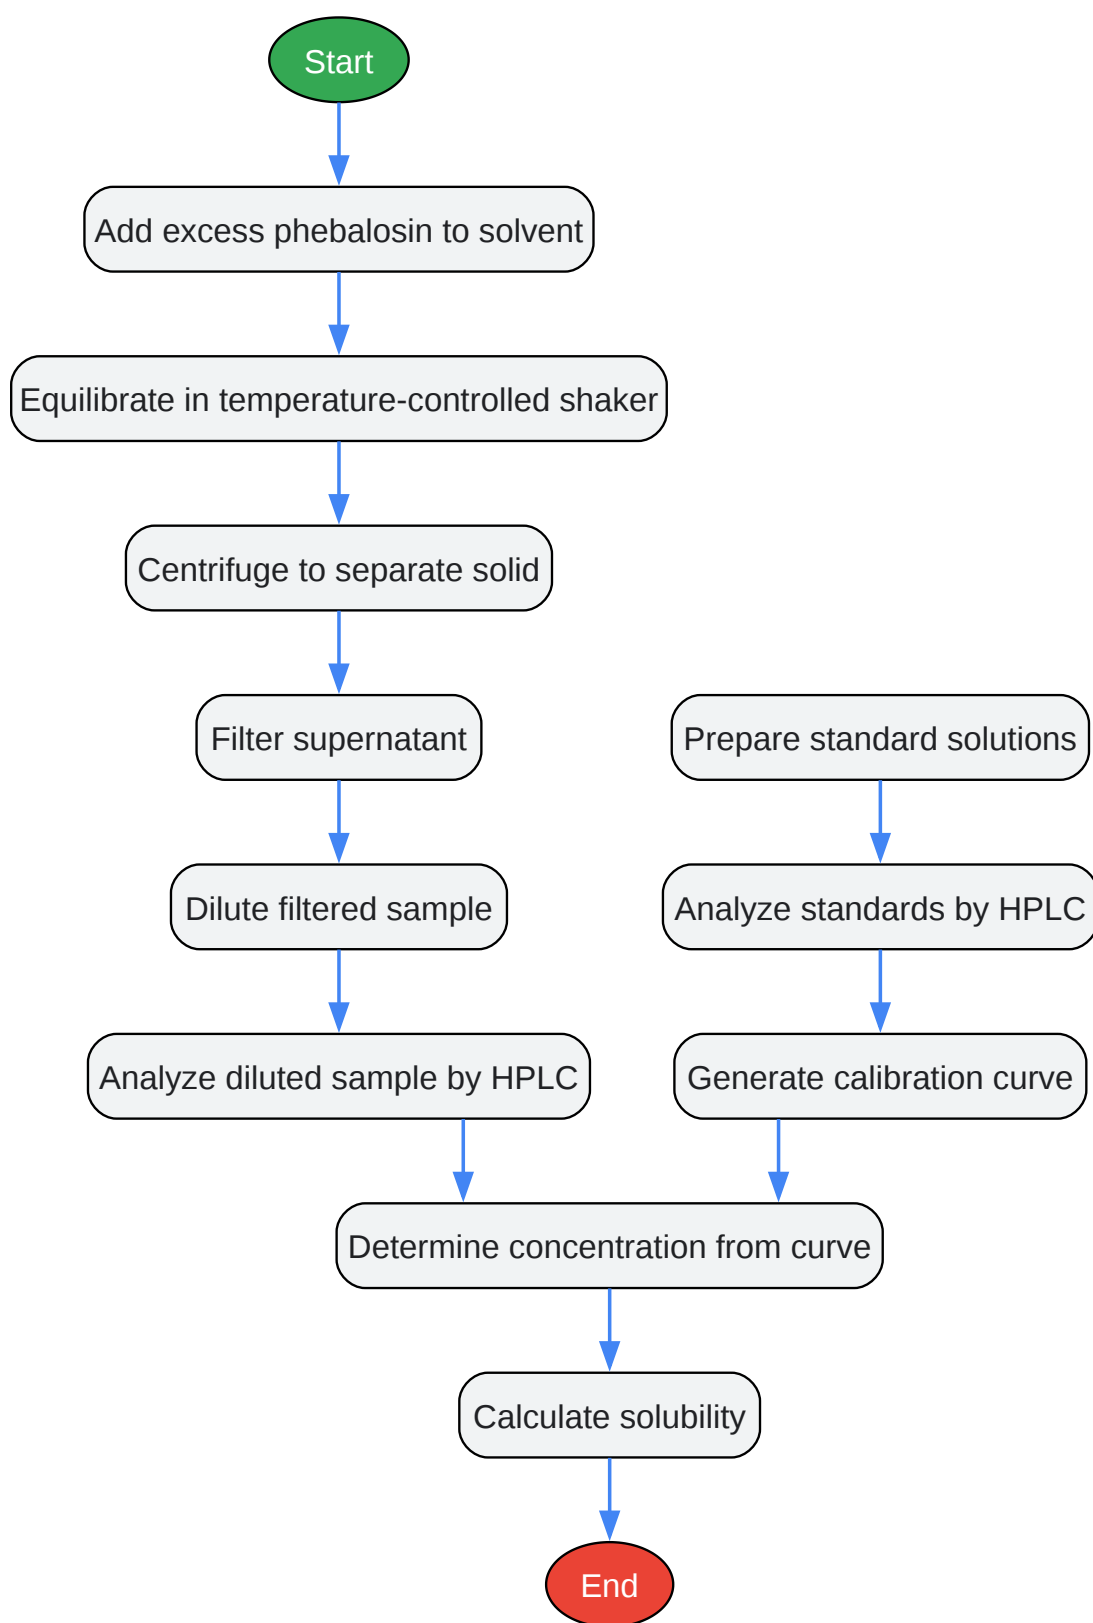 Start
Add excess phebalosin to solvent
Equilibrate in temperature-controlled shaker
Centrifuge to separate solid
Filter supernatant
Prepare standard solutions
Dilute filtered sample
Analyze standards by HPLC
Analyze diluted sample by HPLC
Generate calibration curve
Determine concentration from curve
Calculate solubility
End